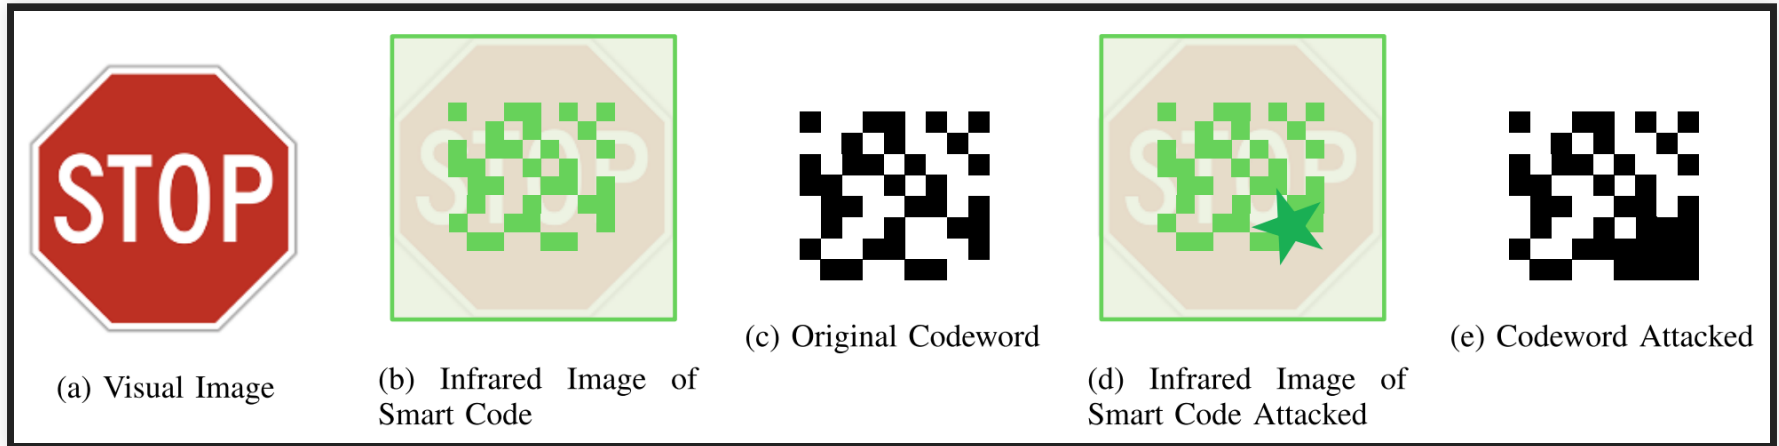 STOP
(a) Visual Image
STOP
(b) Infrared Image of
Smart Code
(c) Original Codeword
STOP
(d) Infrared Image of
Smart Code Attacked
(e) Codeword Attacked